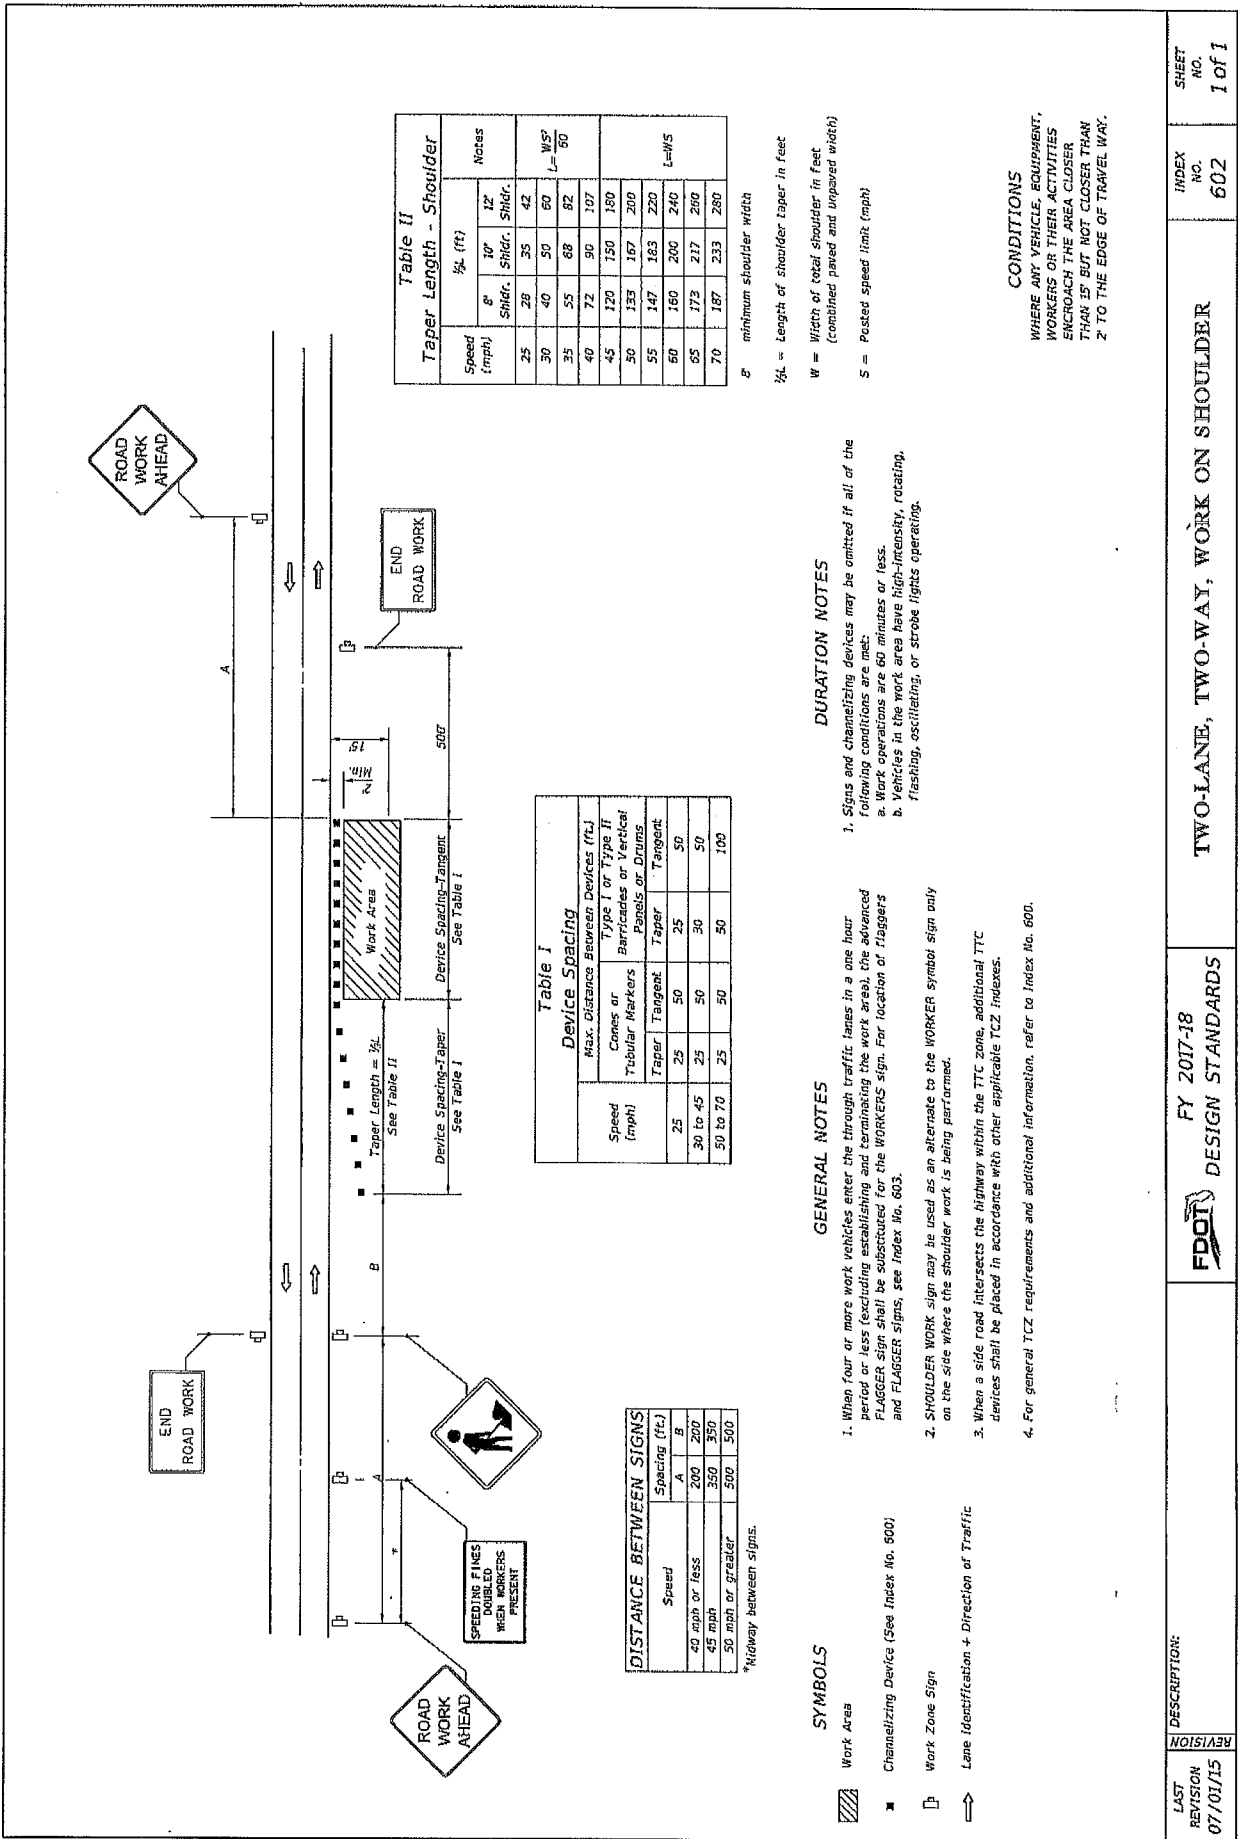 ROAD
WORK
AHEAD
END
ROAD WORK
A
END
ROAD WORK
15'
2'
Min.
Work Area
500'
Device Spacing-Tangent
See Table I
Taper Length = ⅓L
See Table II
Device Spacing-Taper
See Table I
B
A
*
SPEEDING FINES
DOUBLED
WHEN WORKERS
PRESENT
ROAD
WORK
AHEAD
DISTANCE BETWEEN SIGNS
Speed Spacing (ft.)
A B
40 mph or less 200 200
45 mph 350 350
50 mph or greater 500 500
*Midway between signs.
Table I
Device Spacing
Max. Distance Between Devices (ft.)
Speed (mph) Cones or Tubular Markers Type I or Type II Barricades or Vertical Panels or Drums
Taper Tangent Taper Tangent
25 25 50 25 50
30 to 45 25 50 30 50
50 to 70 25 50 50 100
Table II
Taper Length - Shoulder
Speed (mph) ⅓L (ft) Notes
8' Shldr. 10' Shldr. 12' Shldr.
25 28 35 42 L= WS²/60
30 40 50 60
35 55 68 82
40 72 90 107
45 120 150 180 L=WS
50 133 167 200
55 147 183 220
60 160 200 240
65 173 217 260
70 187 233 280
8' minimum shoulder width
⅓L = Length of shoulder taper in feet
W = Width of total shoulder in feet
(combined paved and unpaved width)
S = Posted speed limit (mph)
SYMBOLS
Work Area
Channelizing Device (See Index No. 600)
Work Zone Sign
Lane Identification + Direction of Traffic
GENERAL NOTES
1. When four or more work vehicles enter the through traffic lanes in a one hour
period or less (excluding establishing and terminating the work area), the advanced
FLAGGER sign shall be substituted for the WORKERS sign. For location of flaggers
and FLAGGER signs, see Index No. 603.
2. SHOULDER WORK sign may be used as an alternate to the WORKER symbol sign only
on the side where the shoulder work is being performed.
3. When a side road intersects the highway within the TTC zone, additional TTC
devices shall be placed in accordance with other applicable TCZ Indexes.
4. For general TCZ requirements and additional information, refer to Index No. 600.
DURATION NOTES
1. Signs and channelizing devices may be omitted if all of the
following conditions are met:
a. Work operations are 60 minutes or less.
b. Vehicles in the work area have high-intensity, rotating,
flashing, oscillating, or strobe lights operating.
CONDITIONS
WHERE ANY VEHICLE, EQUIPMENT,
WORKERS OR THEIR ACTIVITIES
ENCROACH THE AREA CLOSER
THAN 15' BUT NOT CLOSER THAN
2' TO THE EDGE OF TRAVEL WAY.
LAST
REVISION
07/01/15
REVISION
DESCRIPTION:
FDOT
FY 2017-18
DESIGN STANDARDS
TWO-LANE, TWO-WAY, WORK ON SHOULDER
INDEX
NO.
602
SHEET
NO.
1 of 1